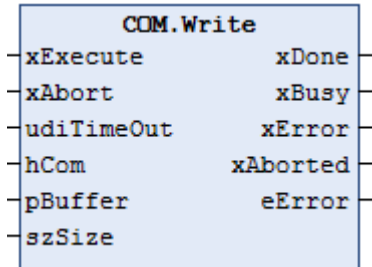 COM.Write
xExecute xDone
xAbort xBusy
udiTimeOut xError
hCom xAborted
pBuffer eError
szSize